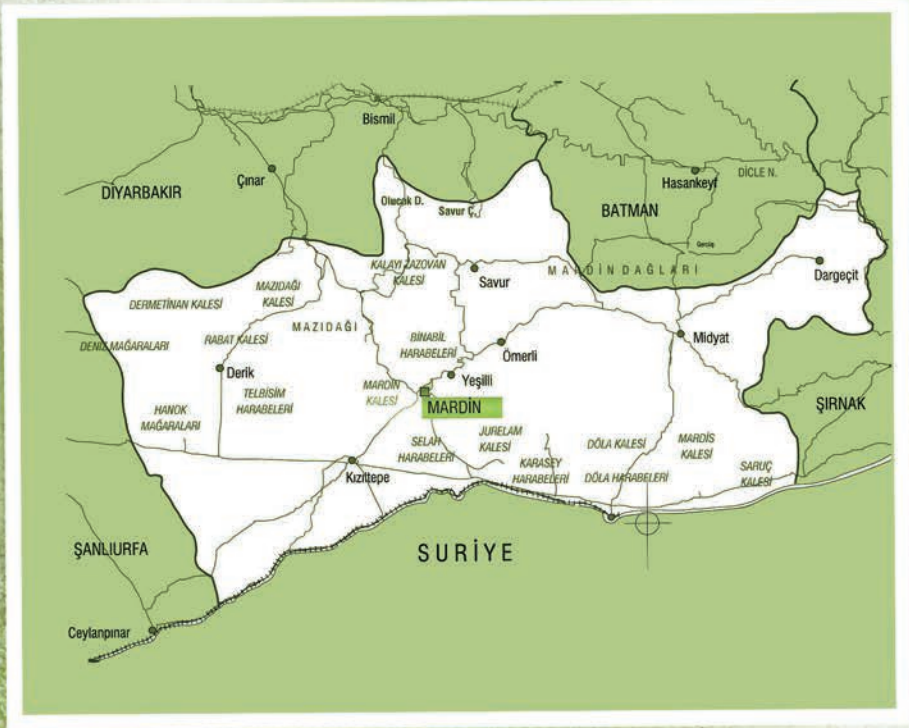 Bismil
DİYARBAKIR
Çınar
Hasankeyf
DİCLE N.
Olucak D.
Savur Ç.
BATMAN
Gercüş
KALAYI ZAZOVAN
KALESİ
Savur
MARDİN DAĞLARI
Dargeçit
MAZIDAĞI
KALESİ
DERMETİNAN KALESİ
MAZIDAĞI
DENİZ MAĞARALARI
RABAT KALESİ
BİNABİL
HARABELERİ
Ömerli
Midyat
Derik
Yeşilli
TELBİSİM
HARABELERİ
MARDİN
KALESİ
MARDİN
ŞIRNAK
HANOK
MAĞARALARI
SELAH
HARABELERİ
JURELAM
KALESİ
DÖLA KALESİ
MARDİS
KALESİ
KARASEY
HARABELERİ
DÖLA HARABELERİ
SARUÇ
KALESİ
Kızıttepe
ŞANLIURFA
SURİYE
Ceylanpınar